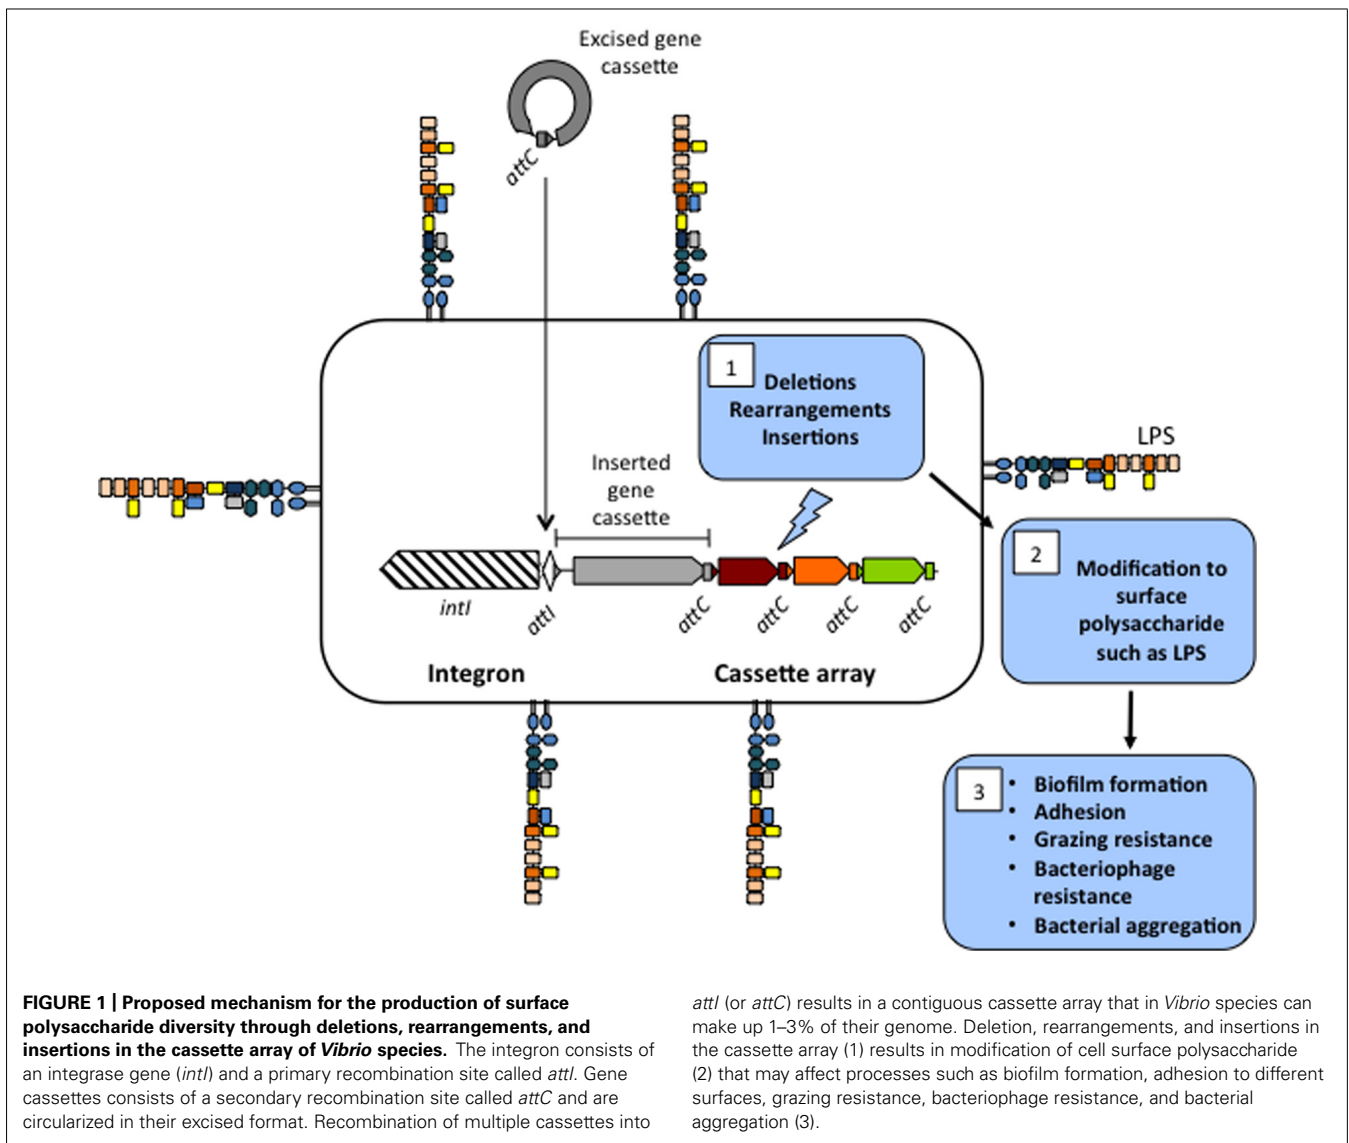 Excised gene
cassette
attC
1
Deletions
Rearrangements
Insertions
LPS
Inserted
gene
cassette
2
Modification to
surface
polysaccharide
such as LPS
intI
attI
attC
attC
attC
attC
Integron
Cassette array
3
• Biofilm formation
• Adhesion
• Grazing resistance
• Bacteriophage
resistance
• Bacterial aggregation
FIGURE 1 | Proposed mechanism for the production of surface
polysaccharide diversity through deletions, rearrangements, and
insertions in the cassette array of Vibrio species. The integron consists of
an integrase gene (intI) and a primary recombination site called attI. Gene
cassettes consists of a secondary recombination site called attC and are
circularized in their excised format. Recombination of multiple cassettes into
attI (or attC) results in a contiguous cassette array that in Vibrio species can
make up 1–3% of their genome. Deletion, rearrangements, and insertions in
the cassette array (1) results in modification of cell surface polysaccharide
(2) that may affect processes such as biofilm formation, adhesion to different
surfaces, grazing resistance, bacteriophage resistance, and bacterial
aggregation (3).